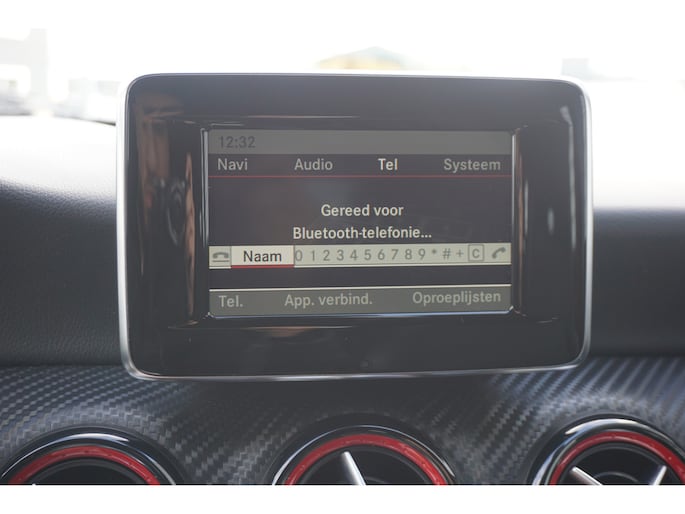 12:32
Navi Audio Tel Systeem
Gereed voor
Bluetooth-telefonie...
Naam 0 1 2 3 4 5 6 7 8 9 * # + C
Tel. App. verbind. Oproeplijsten